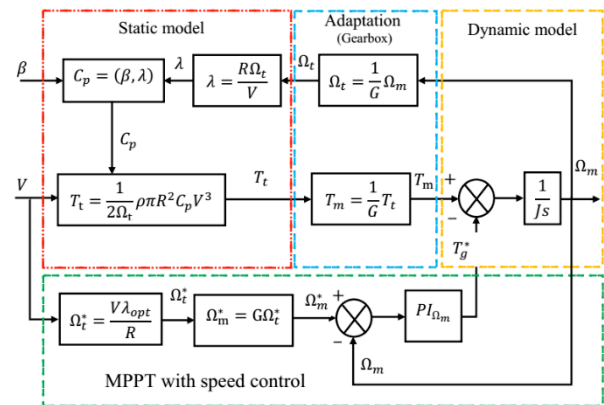 Static model
Adaptation
(Gearbox)
Dynamic model
β
C_p = (β, λ)
λ
λ = RΩ_t / V
Ω_t
Ω_t = 1/G Ω_m
C_p
V
T_t = 1/(2Ω_t) ρπR²C_pV³
T_t
T_m = 1/G T_t
T_m
+
−
1/Js
Ω_m
T_g*
Ω_t* = Vλ_opt / R
Ω_t*
Ω_m* = GΩ_t*
Ω_m*
+
−
PI_Ω_m
Ω_m
MPPT with speed control